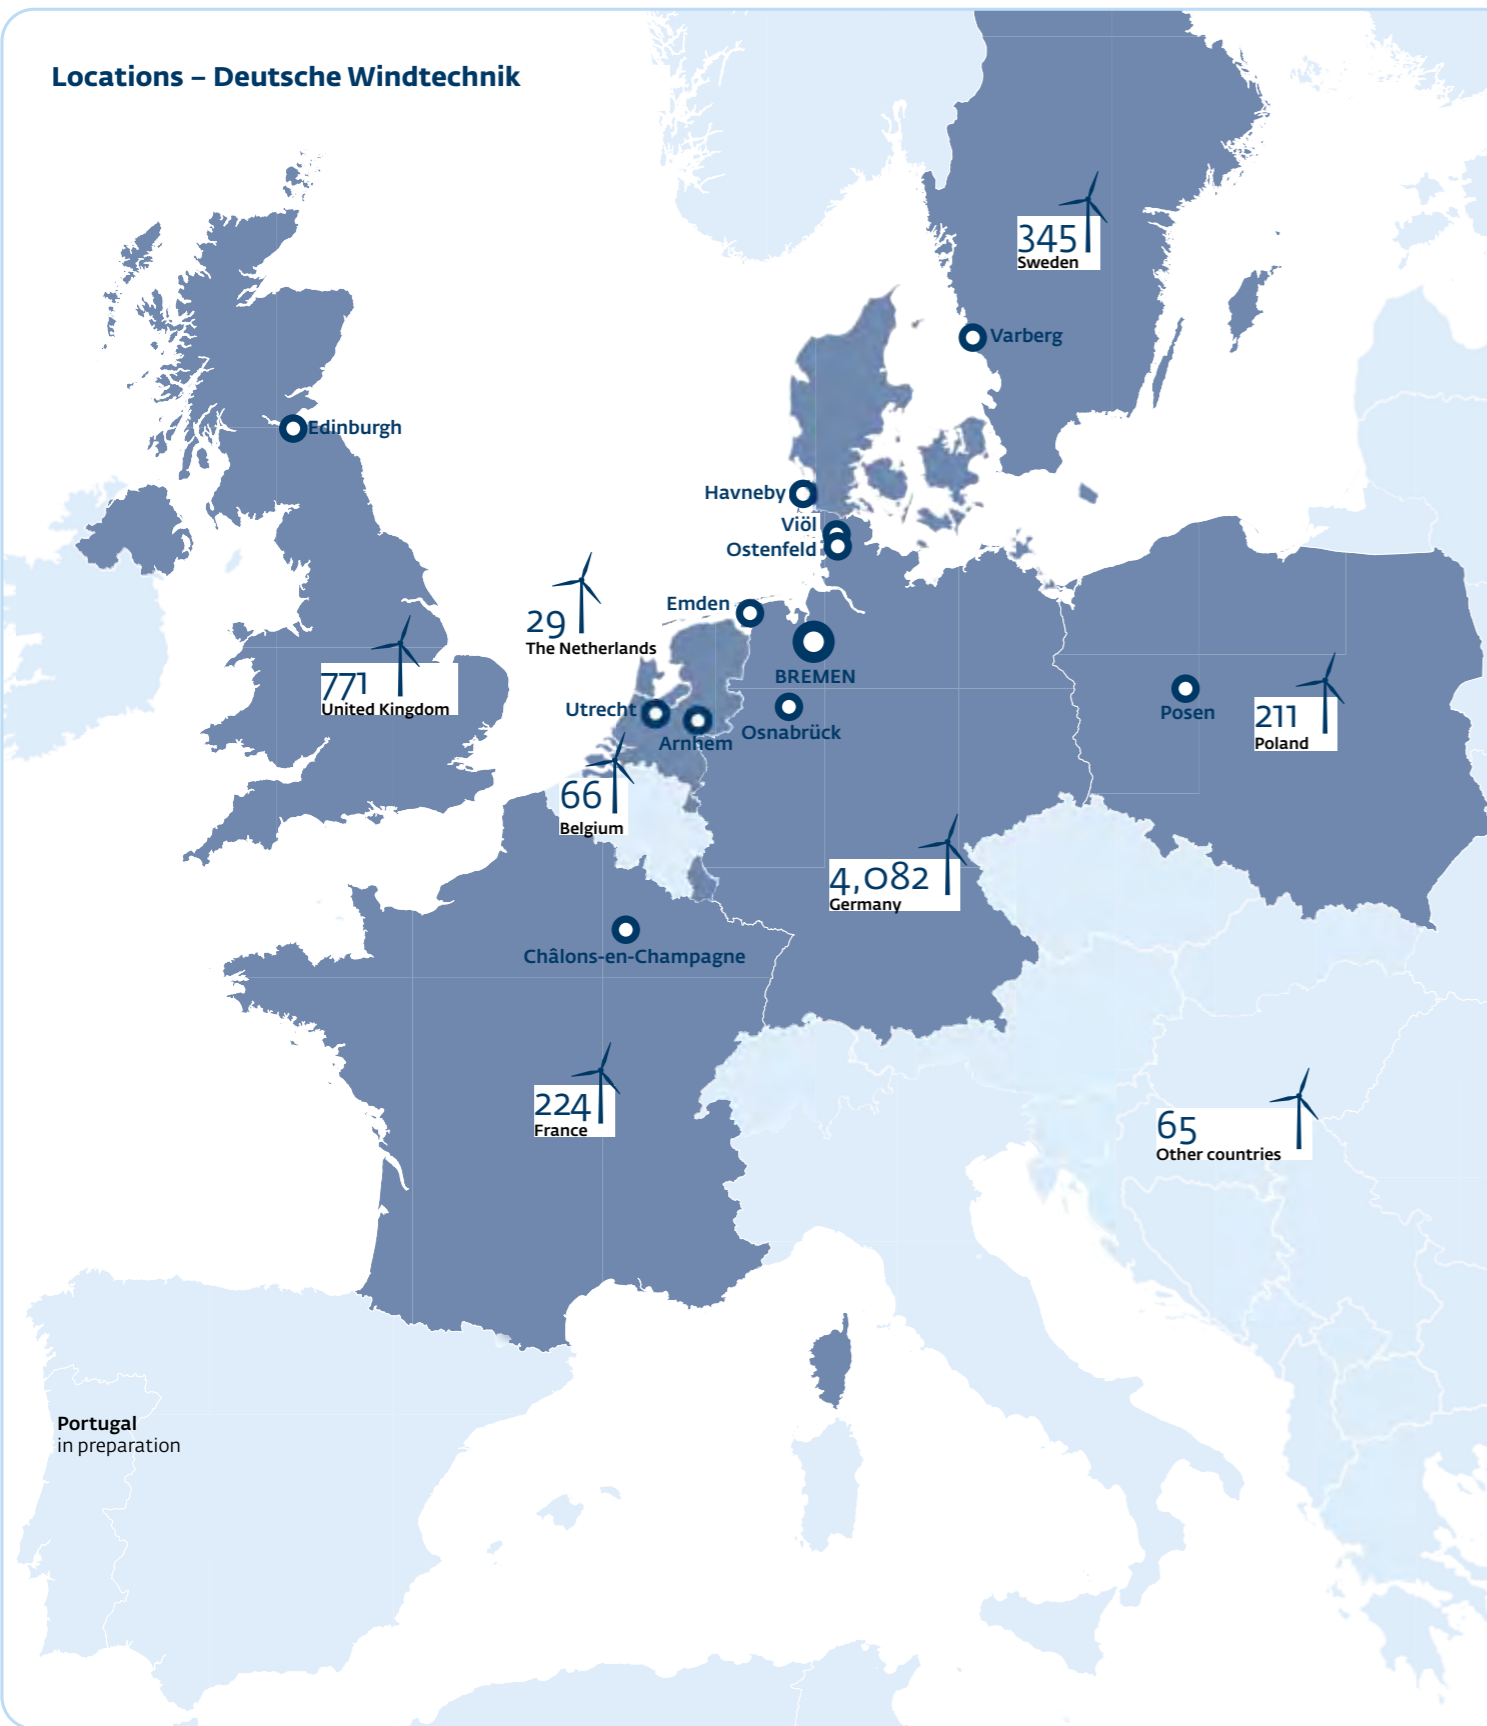 Locations – Deutsche Windtechnik
345
Sweden
Varberg
Edinburgh
Havneby
Viöl
Ostenfeld
Emden
29
The Netherlands
BREMEN
771
United Kingdom
Utrecht
Arnhem
Osnabrück
Posen
211
Poland
66
Belgium
4,082
Germany
Châlons-en-Champagne
224
France
65
Other countries
Portugal
in preparation